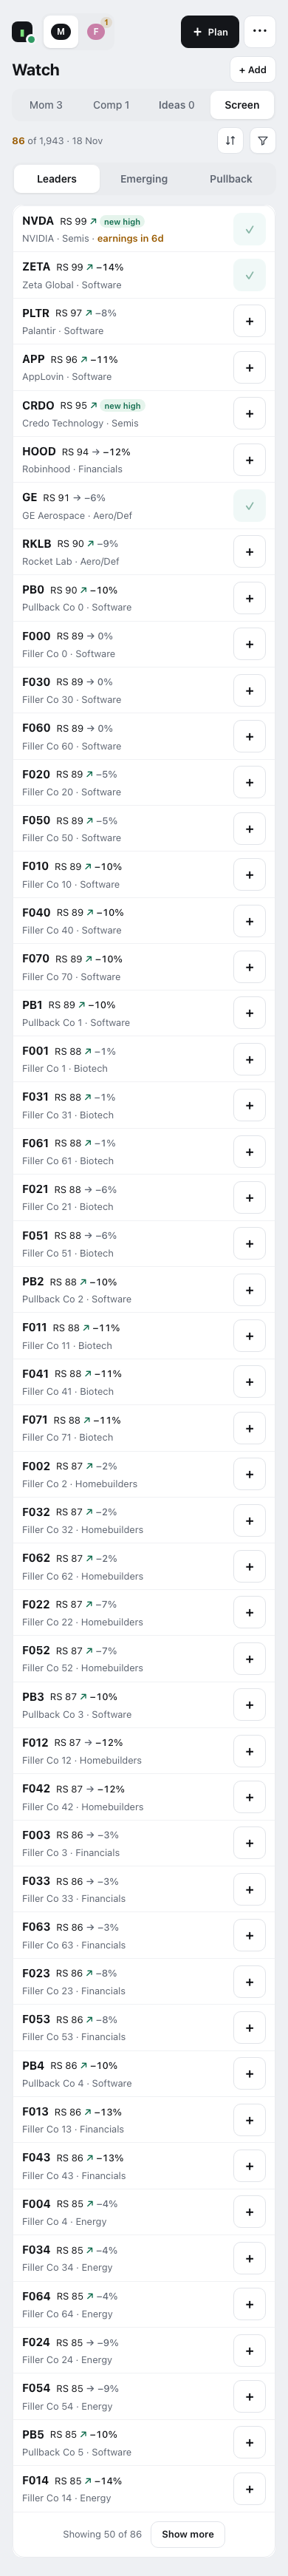 M F 1 + Plan ...
Watch + Add
Mom 3 Comp 1 Ideas 0 Screen
86 of 1,943 · 18 Nov
Leaders Emerging Pullback
NVDA RS 99 ↗ new high ✓
NVIDIA · Semis · earnings in 6d
ZETA RS 99 ↗ −14% ✓
Zeta Global · Software
PLTR RS 97 ↗ −8% +
Palantir · Software
APP RS 96 ↗ −11% +
AppLovin · Software
CRDO RS 95 ↗ new high +
Credo Technology · Semis
HOOD RS 94 → −12% +
Robinhood · Financials
GE RS 91 → −6% ✓
GE Aerospace · Aero/Def
RKLB RS 90 ↗ −9% +
Rocket Lab · Aero/Def
PB0 RS 90 ↗ −10% +
Pullback Co 0 · Software
F000 RS 89 → 0% +
Filler Co 0 · Software
F030 RS 89 → 0% +
Filler Co 30 · Software
F060 RS 89 → 0% +
Filler Co 60 · Software
F020 RS 89 ↗ −5% +
Filler Co 20 · Software
F050 RS 89 ↗ −5% +
Filler Co 50 · Software
F010 RS 89 ↗ −10% +
Filler Co 10 · Software
F040 RS 89 ↗ −10% +
Filler Co 40 · Software
F070 RS 89 ↗ −10% +
Filler Co 70 · Software
PB1 RS 89 ↗ −10% +
Pullback Co 1 · Software
F001 RS 88 ↗ −1% +
Filler Co 1 · Biotech
F031 RS 88 ↗ −1% +
Filler Co 31 · Biotech
F061 RS 88 ↗ −1% +
Filler Co 61 · Biotech
F021 RS 88 → −6% +
Filler Co 21 · Biotech
F051 RS 88 → −6% +
Filler Co 51 · Biotech
PB2 RS 88 ↗ −10% +
Pullback Co 2 · Software
F011 RS 88 ↗ −11% +
Filler Co 11 · Biotech
F041 RS 88 ↗ −11% +
Filler Co 41 · Biotech
F071 RS 88 ↗ −11% +
Filler Co 71 · Biotech
F002 RS 87 ↗ −2% +
Filler Co 2 · Homebuilders
F032 RS 87 ↗ −2% +
Filler Co 32 · Homebuilders
F062 RS 87 ↗ −2% +
Filler Co 62 · Homebuilders
F022 RS 87 ↗ −7% +
Filler Co 22 · Homebuilders
F052 RS 87 ↗ −7% +
Filler Co 52 · Homebuilders
PB3 RS 87 ↗ −10% +
Pullback Co 3 · Software
F012 RS 87 → −12% +
Filler Co 12 · Homebuilders
F042 RS 87 → −12% +
Filler Co 42 · Homebuilders
F003 RS 86 → −3% +
Filler Co 3 · Financials
F033 RS 86 → −3% +
Filler Co 33 · Financials
F063 RS 86 → −3% +
Filler Co 63 · Financials
F023 RS 86 ↗ −8% +
Filler Co 23 · Financials
F053 RS 86 ↗ −8% +
Filler Co 53 · Financials
PB4 RS 86 ↗ −10% +
Pullback Co 4 · Software
F013 RS 86 ↗ −13% +
Filler Co 13 · Financials
F043 RS 86 ↗ −13% +
Filler Co 43 · Financials
F004 RS 85 ↗ −4% +
Filler Co 4 · Energy
F034 RS 85 ↗ −4% +
Filler Co 34 · Energy
F064 RS 85 ↗ −4% +
Filler Co 64 · Energy
F024 RS 85 → −9% +
Filler Co 24 · Energy
F054 RS 85 → −9% +
Filler Co 54 · Energy
PB5 RS 85 ↗ −10% +
Pullback Co 5 · Software
F014 RS 85 ↗ −14% +
Filler Co 14 · Energy
Showing 50 of 86 Show more